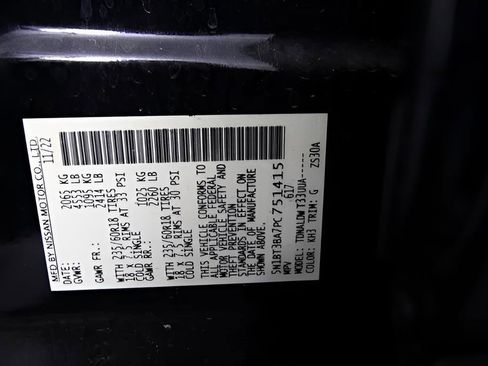 MFD BY NISSAN MOTOR CO., LTD
DATE: 11/22
GVWR: 2065 KG
4553 LB
GAWR FR.: 1095 KG
2414 LB
WITH 235/60R18 TIRES
18 X 7.5J RIMS AT 33 PSI
COLD SINGLE
GAWR RR.: 1025 KG
2260 LB
WITH 235/60R18 TIRES
18 X 7.5J RIMS AT 30 PSI
COLD SINGLE
THIS VEHICLE CONFORMS TO
ALL APPLICABLE FEDERAL
MOTOR VEHICLE SAFETY AND
THEFT PREVENTION
STANDARDS IN EFFECT ON
THE DATE OF MANUFACTURE
SHOWN ABOVE.
5N1BT3BA7PC751415
MPV 617
MODEL: TDNALDWT33UUA
COLOR: KH3 TRIM: G ZS30A